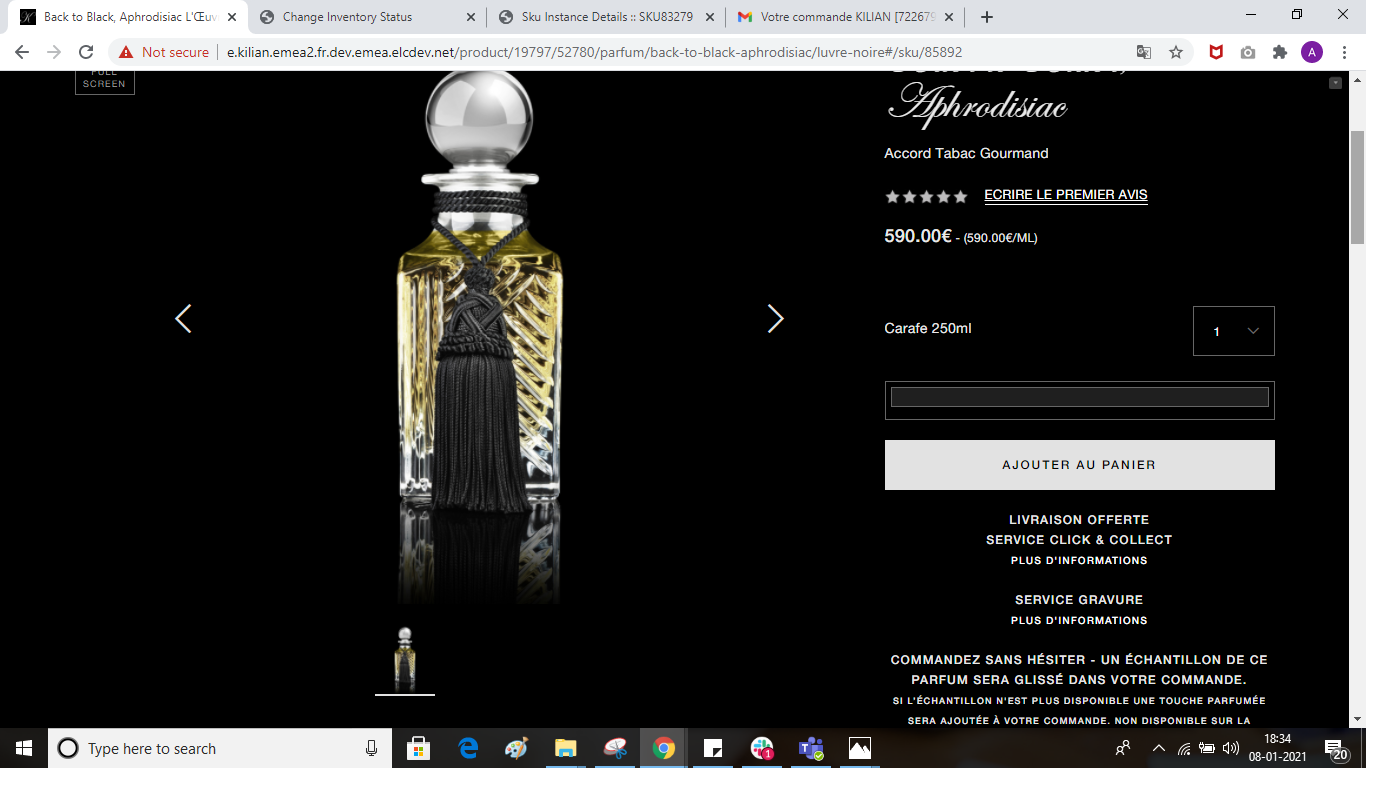 Back to Black, Aphrodisiac L'Œuv
Change Inventory Status
Sku Instance Details :: SKU83279
Votre commande KILIAN [722679
Not secure
e.kilian.emea2.fr.dev.emea.elcdev.net/product/19797/52780/parfum/back-to-black-aphrodisiac/luvre-noire#/sku/85892
A
FULL
SCREEN
Aphrodisiac
Accord Tabac Gourmand
ECRIRE LE PREMIER AVIS
590.00€ - (590.00€/ML)
Carafe 250ml
1
AJOUTER AU PANIER
LIVRAISON OFFERTE
SERVICE CLICK & COLLECT
PLUS D'INFORMATIONS
SERVICE GRAVURE
PLUS D'INFORMATIONS
COMMANDEZ SANS HÉSITER - UN ÉCHANTILLON DE CE
PARFUM SERA GLISSÉ DANS VOTRE COMMANDE.
SI L'ÉCHANTILLON N'EST PLUS DISPONIBLE UNE TOUCHE PARFUMÉE
SERA AJOUTÉE À VOTRE COMMANDE. NON DISPONIBLE SUR LA
Type here to search
1
18:34
08-01-2021
20